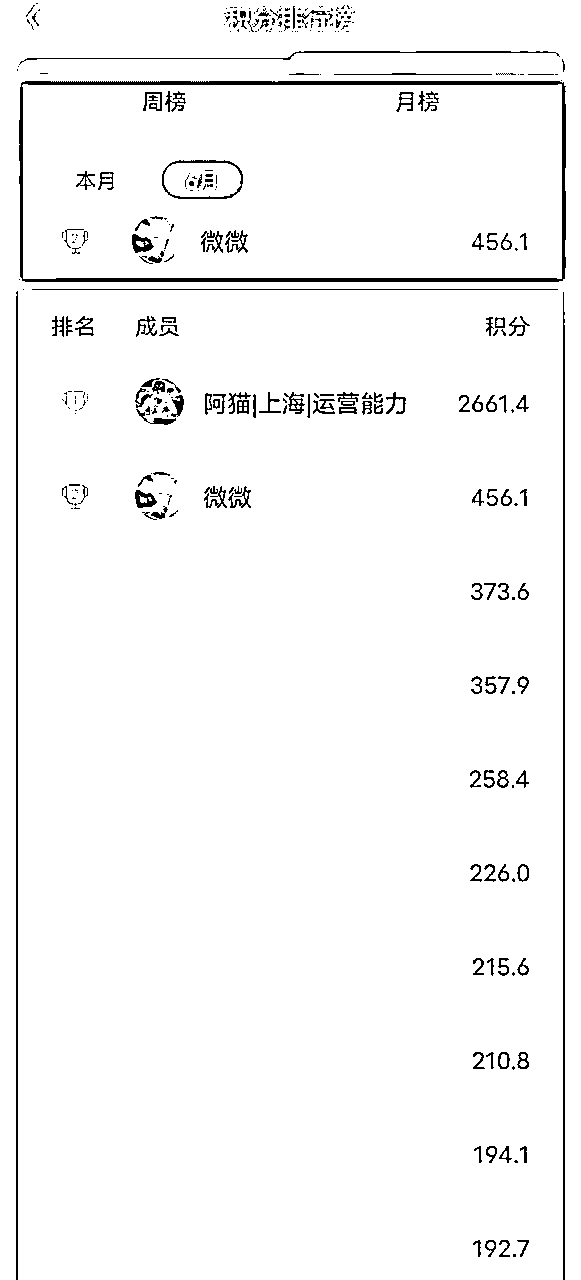 积分排行榜
周榜 月榜
本月 6月
2 微微 456.1
排名 成员 积分
1 阿猫|上海|运营能力 2661.4
2 微微 456.1
373.6
357.9
258.4
226.0
215.6
210.8
194.1
192.7